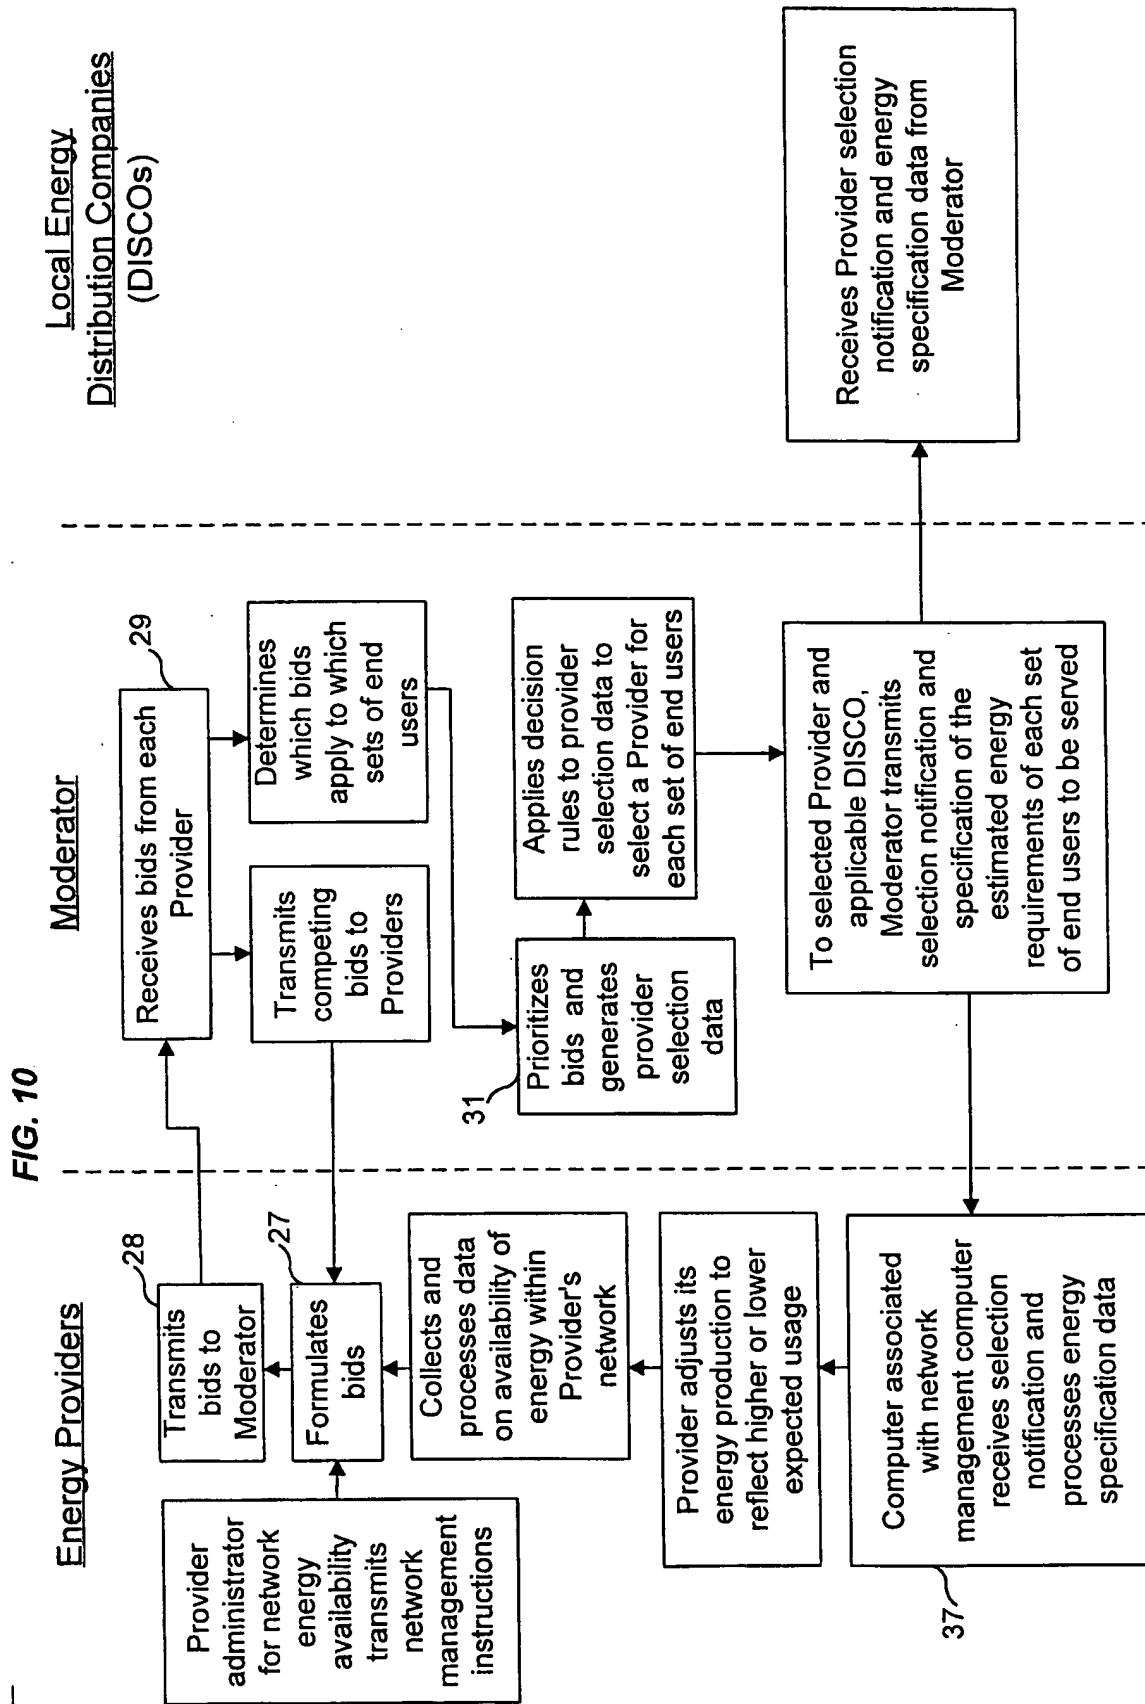 FIG. 10
Energy Providers
Moderator
Local Energy
Distribution Companies
(DISCOs)
28
Transmits
bids to
Moderator
27
Formulates
bids
Provider
administrator
for network
energy
availability
transmits
network
management
instructions
Collects and
processes data
on availability of
energy within
Provider's
network
Provider adjusts its
energy production to
reflect higher or lower
expected usage
Computer associated
with network
management computer
receives selection
notification and
processes energy
specification data
37
29
Receives bids from each
Provider
Transmits
competing
bids to
Providers
Determines
which bids
apply to which
sets of end
users
31
Prioritizes
bids and
generates
provider
selection
data
Applies decision
rules to provider
selection data to
select a Provider for
each set of end users
To selected Provider and
applicable DISCO,
Moderator transmits
selection notification and
specification of the
estimated energy
requirements of each set
of end users to be served
Receives Provider selection
notification and energy
specification data from
Moderator